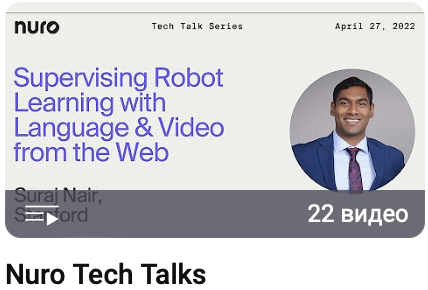 nuro Tech Talk Series April 27, 2022
Supervising Robot
Learning with
Language & Video
from the Web
Suraj Nair,
Stanford
22 видео
Nuro Tech Talks